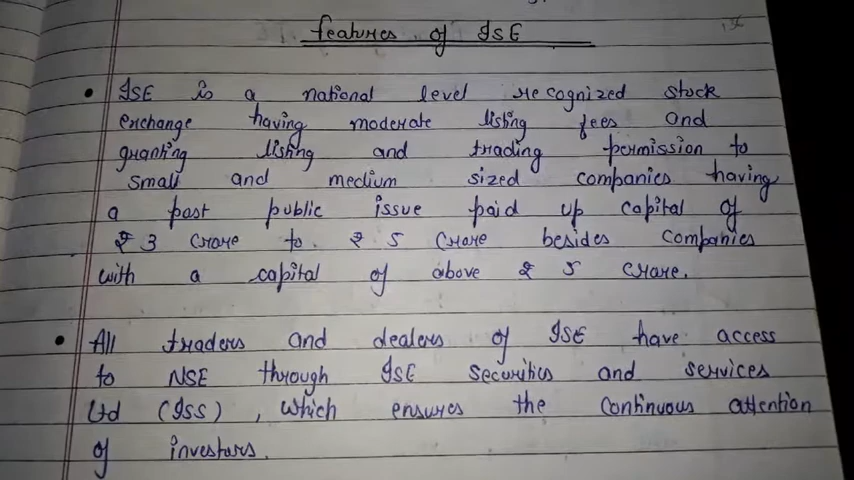 features of ISE
• ISE is a national level recognized stock
exchange having moderate listing fees and
granting listing and trading permission to
small and medium sized companies having
a past public issue paid up capital of
₹ 3 crore to ₹ 5 crore besides companies
with a capital of above ₹ 5 crore.
• All traders and dealers of ISE have access
to NSE through ISE securities and services
Ltd (ISS), which ensures the continuous attention
of investors.